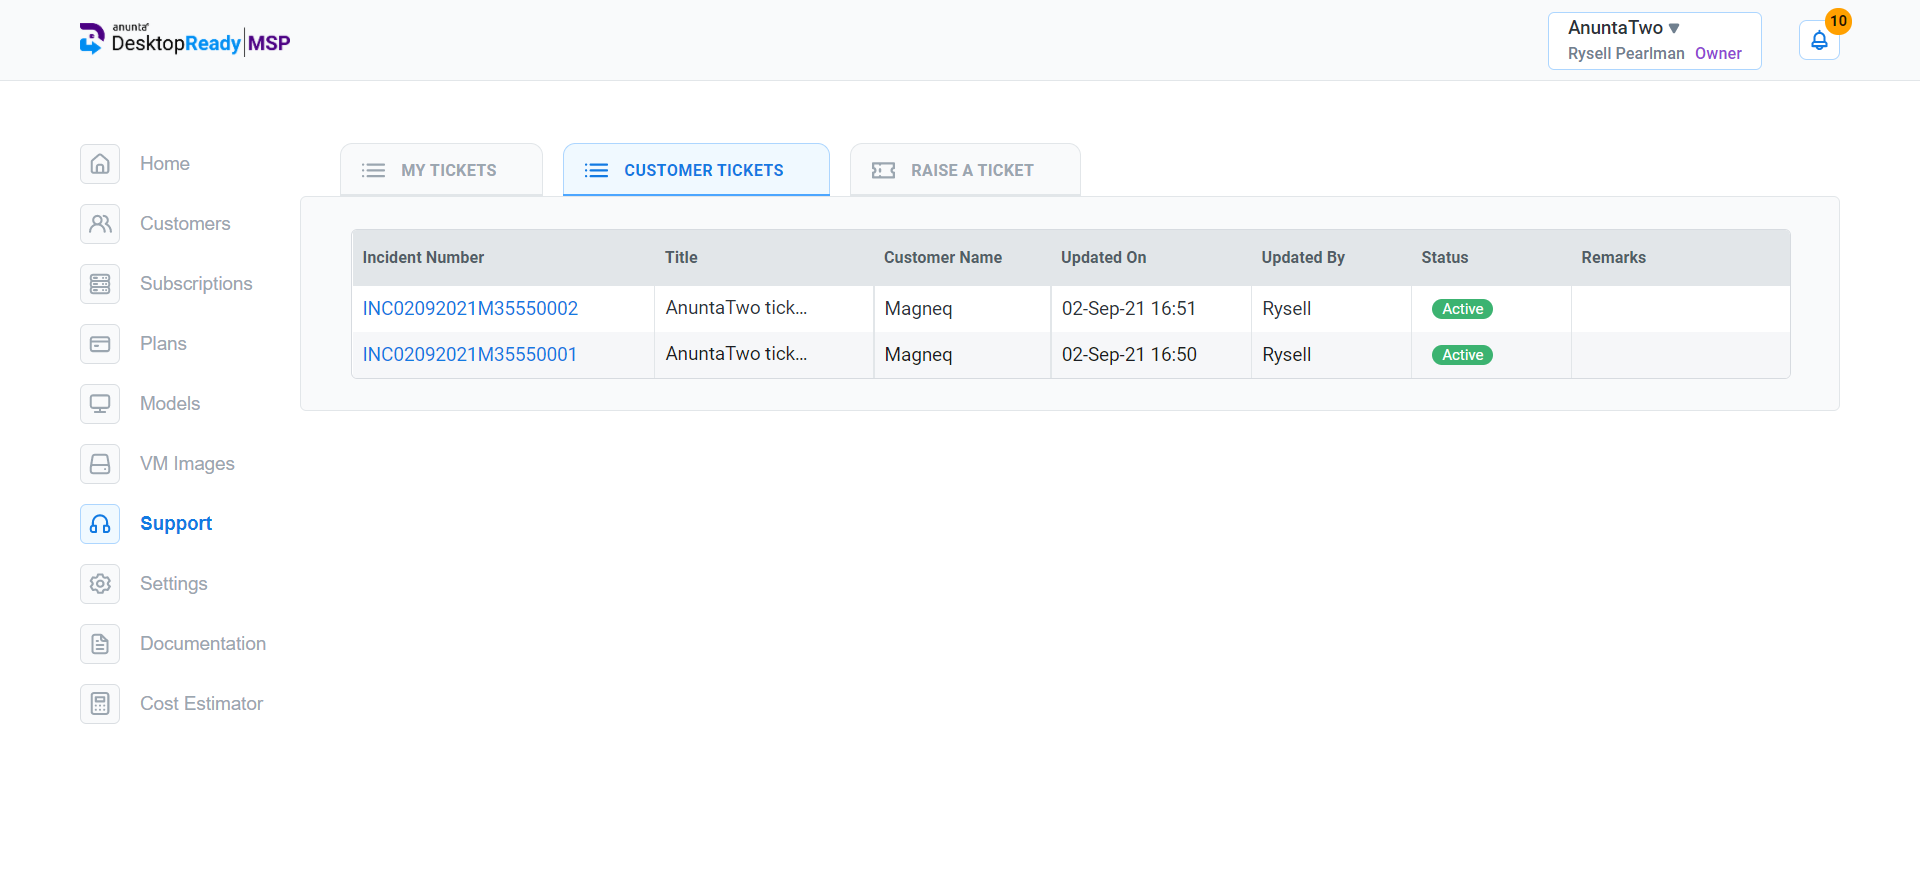 anunta
DesktopReady MSP
AnuntaTwo
Rysell Pearlman Owner
10
Home
Customers
Subscriptions
Plans
Models
VM Images
Support
Settings
Documentation
Cost Estimator
MY TICKETS
CUSTOMER TICKETS
RAISE A TICKET
Incident Number Title Customer Name Updated On Updated By Status Remarks
INC02092021M35550002 AnuntaTwo tick... Magneq 02-Sep-21 16:51 Rysell Active
INC02092021M35550001 AnuntaTwo tick... Magneq 02-Sep-21 16:50 Rysell Active